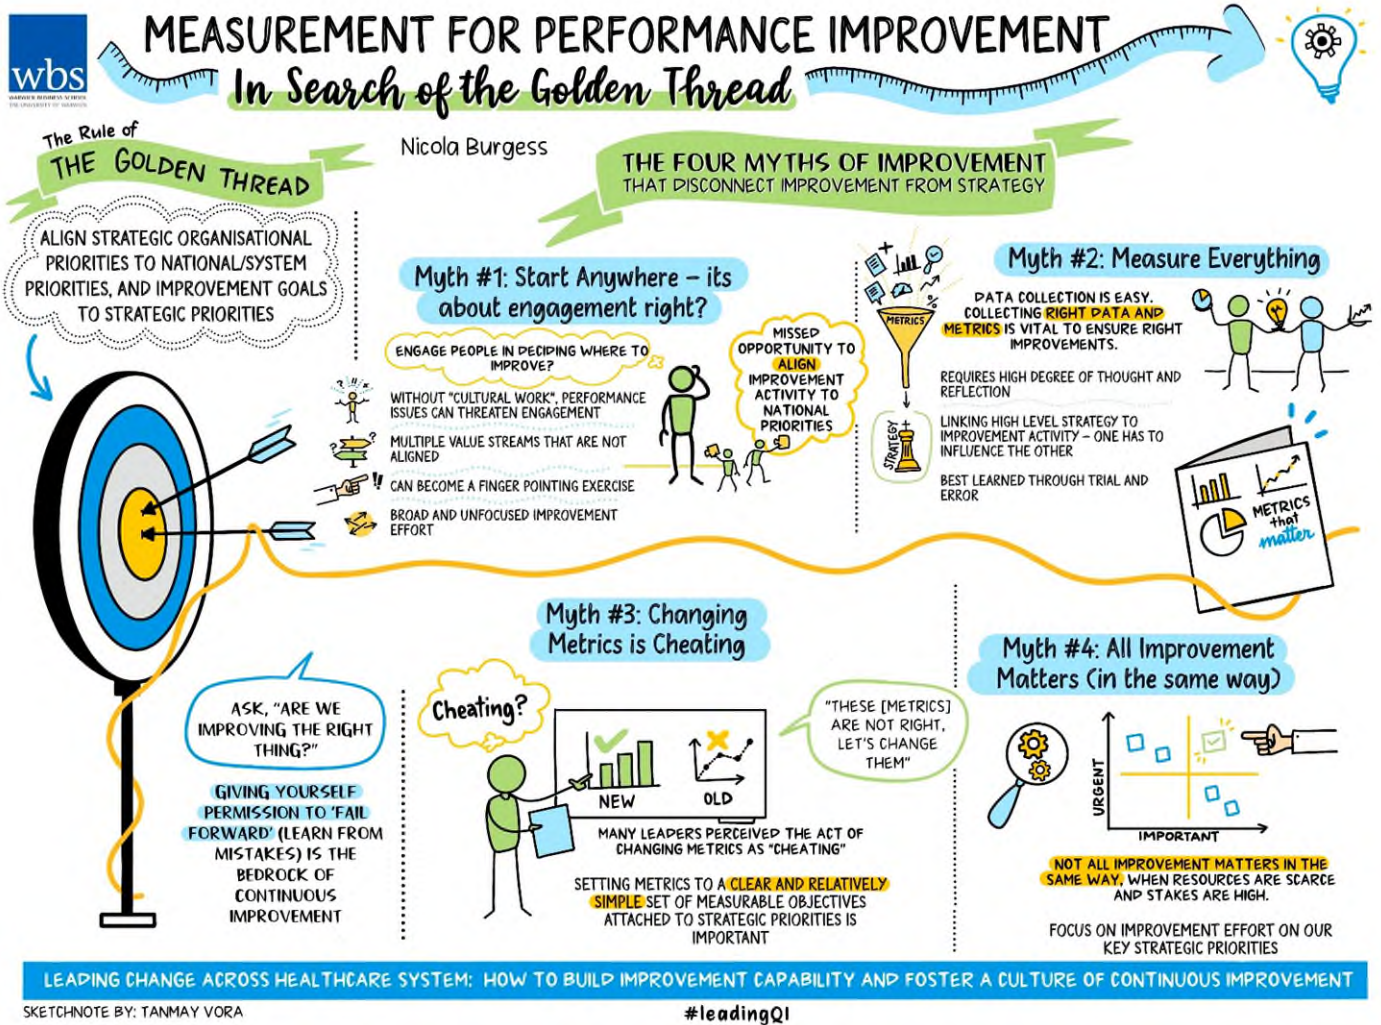 wbs
WARWICK BUSINESS SCHOOL
THE UNIVERSITY OF WARWICK
MEASUREMENT FOR PERFORMANCE IMPROVEMENT
In Search of the Golden Thread
Nicola Burgess
The Rule of
THE GOLDEN THREAD
ALIGN STRATEGIC ORGANISATIONAL
PRIORITIES TO NATIONAL/SYSTEM
PRIORITIES, AND IMPROVEMENT GOALS
TO STRATEGIC PRIORITIES
THE FOUR MYTHS OF IMPROVEMENT
THAT DISCONNECT IMPROVEMENT FROM STRATEGY
Myth #1: Start Anywhere – its
about engagement right?
ENGAGE PEOPLE IN DECIDING WHERE TO
IMPROVE?
WITHOUT "CULTURAL WORK", PERFORMANCE
ISSUES CAN THREATEN ENGAGEMENT
MULTIPLE VALUE STREAMS THAT ARE NOT
ALIGNED
CAN BECOME A FINGER POINTING EXERCISE
BROAD AND UNFOCUSED IMPROVEMENT
EFFORT
MISSED
OPPORTUNITY TO
ALIGN
IMPROVEMENT
ACTIVITY TO
NATIONAL
PRIORITIES
Myth #2: Measure Everything
METRICS
STRATEGY
DATA COLLECTION IS EASY.
COLLECTING RIGHT DATA AND
METRICS IS VITAL TO ENSURE RIGHT
IMPROVEMENTS.
REQUIRES HIGH DEGREE OF THOUGHT AND
REFLECTION
LINKING HIGH LEVEL STRATEGY TO
IMPROVEMENT ACTIVITY – ONE HAS TO
INFLUENCE THE OTHER
BEST LEARNED THROUGH TRIAL AND
ERROR
METRICS
that
matter
ASK, "ARE WE
IMPROVING THE RIGHT
THING?"
GIVING YOURSELF
PERMISSION TO 'FAIL
FORWARD' (LEARN FROM
MISTAKES) IS THE
BEDROCK OF
CONTINUOUS
IMPROVEMENT
Myth #3: Changing
Metrics is Cheating
Cheating?
NEW
OLD
"THESE [METRICS]
ARE NOT RIGHT,
LET'S CHANGE
THEM"
MANY LEADERS PERCEIVED THE ACT OF
CHANGING METRICS AS "CHEATING"
SETTING METRICS TO A CLEAR AND RELATIVELY
SIMPLE SET OF MEASURABLE OBJECTIVES
ATTACHED TO STRATEGIC PRIORITIES IS
IMPORTANT
Myth #4: All Improvement
Matters (in the same way)
URGENT
IMPORTANT
NOT ALL IMPROVEMENT MATTERS IN THE
SAME WAY, WHEN RESOURCES ARE SCARCE
AND STAKES ARE HIGH.
FOCUS ON IMPROVEMENT EFFORT ON OUR
KEY STRATEGIC PRIORITIES
LEADING CHANGE ACROSS HEALTHCARE SYSTEM: HOW TO BUILD IMPROVEMENT CAPABILITY AND FOSTER A CULTURE OF CONTINUOUS IMPROVEMENT
SKETCHNOTE BY: TANMAY VORA
#leadingQI